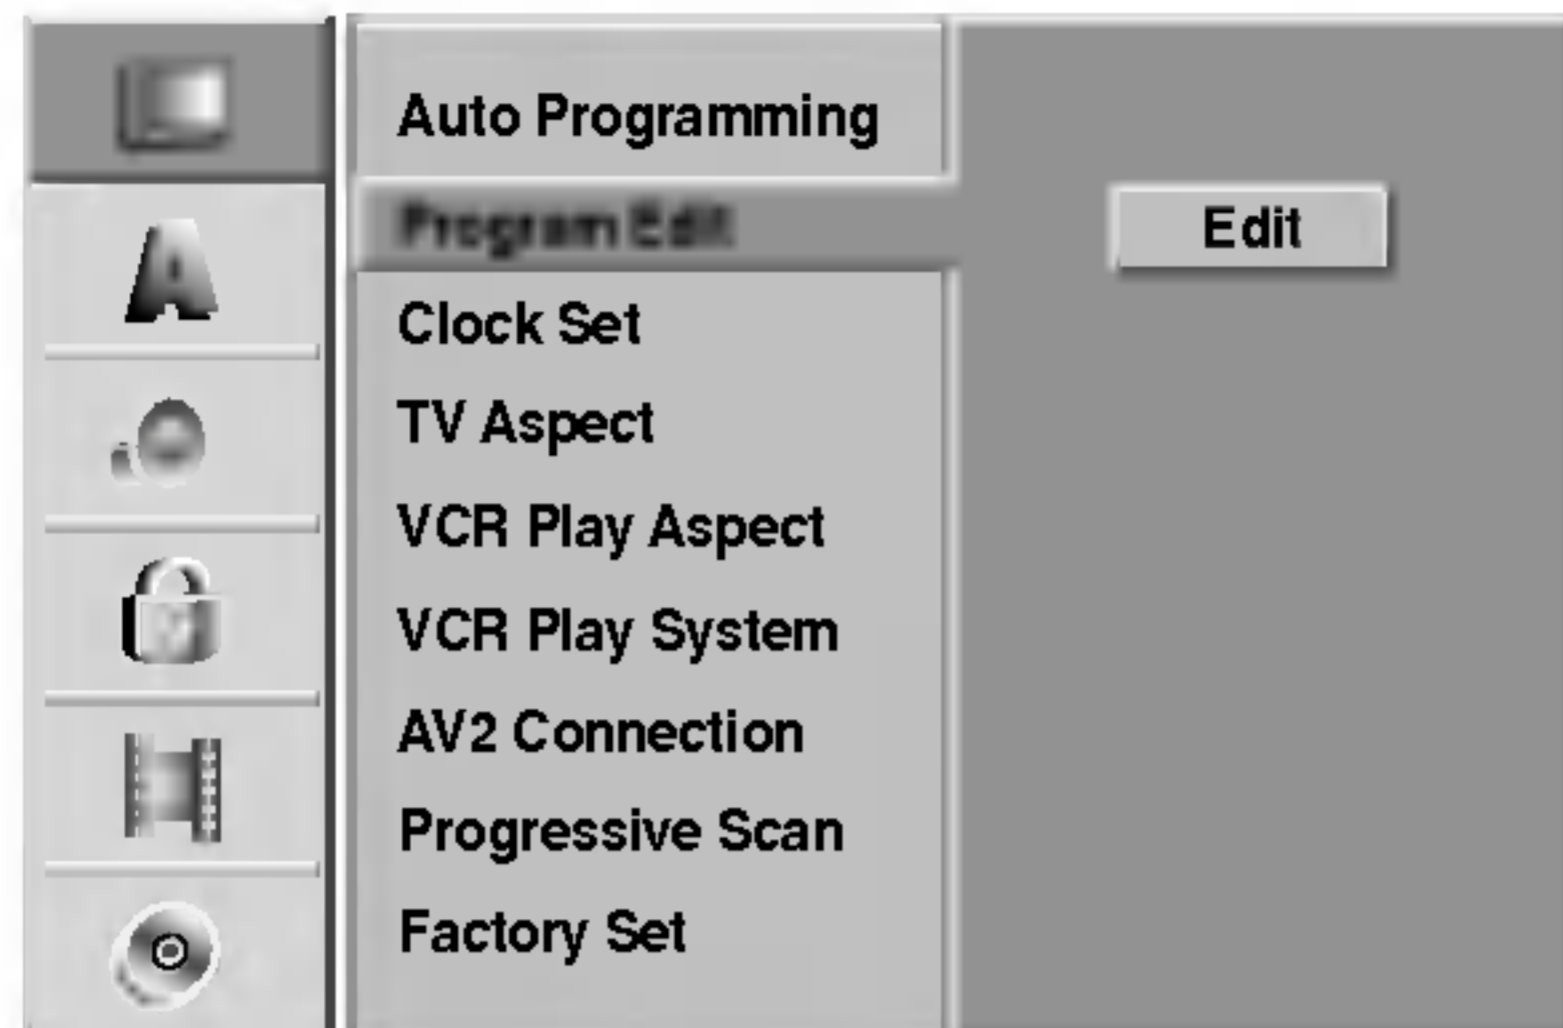 Auto Programming
Program Edit
Edit
Clock Set
TV Aspect
VCR Play Aspect
VCR Play System
AV2 Connection
Progressive Scan
Factory Set